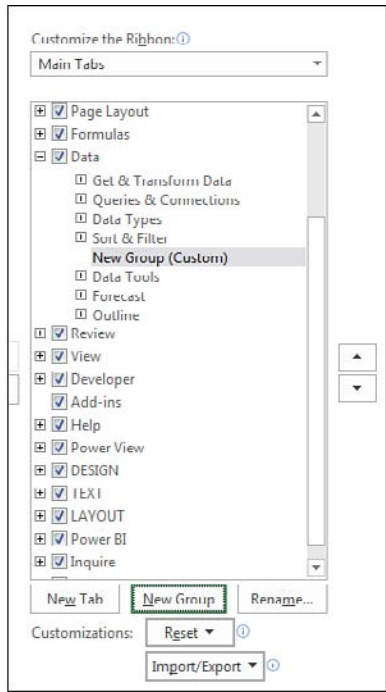 Customize the Ribbon:
Main Tabs
Page Layout
Formulas
Data
Get & Transform Data
Queries & Connections
Data Types
Sort & Filter
New Group (Custom)
Data Tools
Forecast
Outline
Review
View
Developer
Add-ins
Help
Power View
DESIGN
TEXT
LAYOUT
Power BI
Inquire
New Tab New Group Rename...
Customizations: Reset
Import/Export